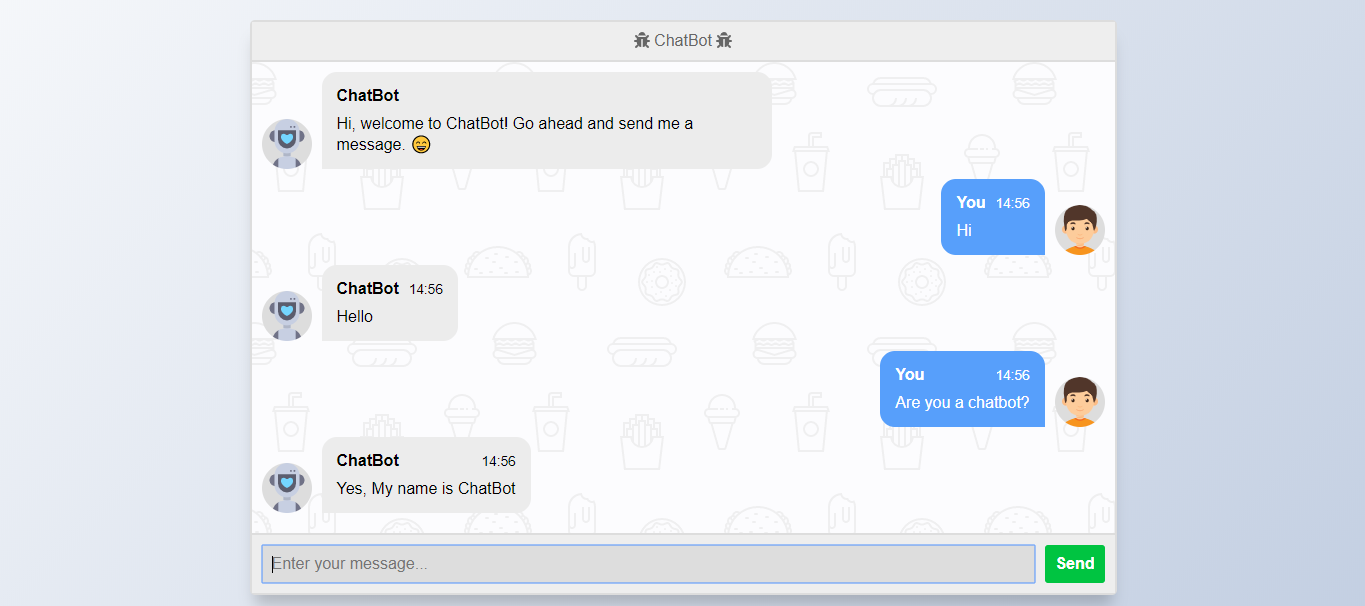 ChatBot
ChatBot
Hi, welcome to ChatBot! Go ahead and send me a
message. 😄
You 14:56
Hi
ChatBot 14:56
Hello
You 14:56
Are you a chatbot?
ChatBot 14:56
Yes, My name is ChatBot
Enter your message...
Send